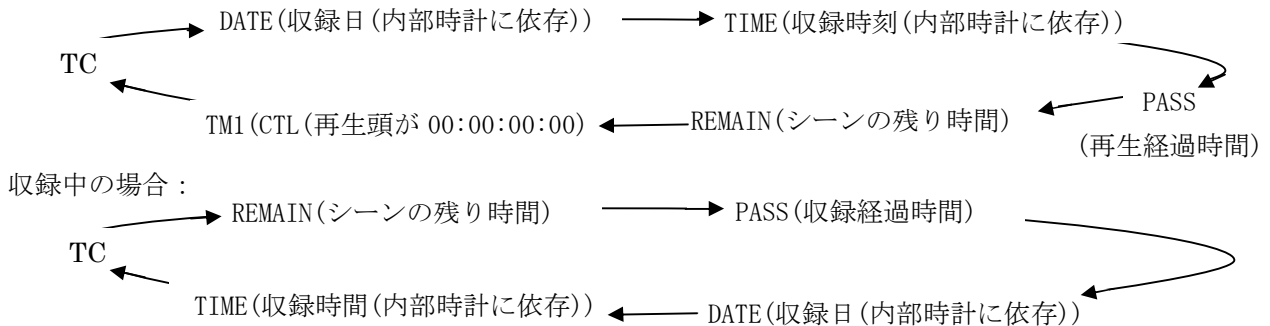 DATE(収録日(内部時計に依存))
TIME(収録時刻(内部時計に依存))
TC
PASS
(再生経過時間)
REMAIN(シーンの残り時間)
TM1(CTL(再生頭が 00:00:00:00)
収録中の場合：
REMAIN(シーンの残り時間)
PASS(収録経過時間)
TC
DATE(収録日(内部時計に依存))
TIME(収録時間(内部時計に依存))